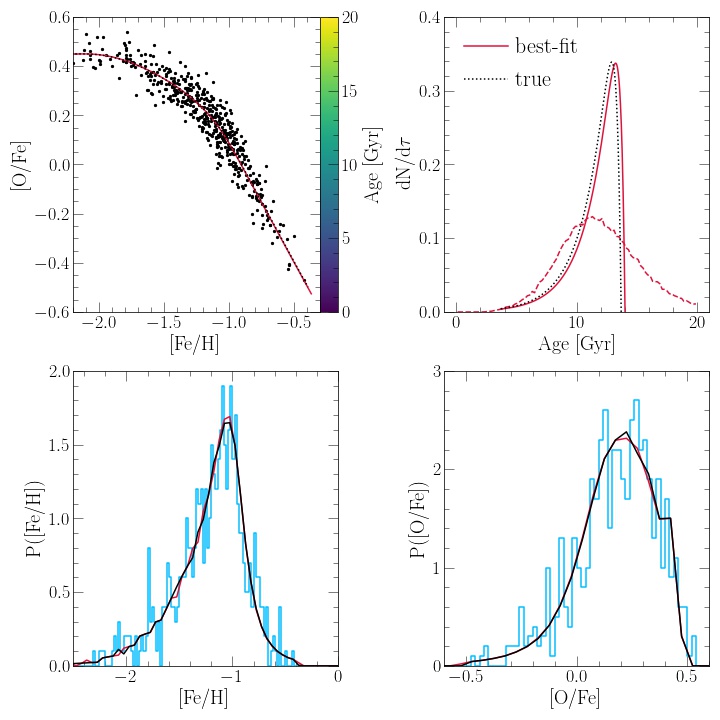 0.6
0.4
0.2
0.0
−0.2
−0.4
−0.6
[O/Fe]
−2.0 −1.5 −1.0 −0.5
[Fe/H]
20
15
10
5
0
Age [Gyr]
0.4
0.3
0.2
0.1
0.0
dN/dτ
best-fit
true
0 10 20
Age [Gyr]
2.0
1.5
1.0
0.5
0.0
P([Fe/H])
−2 −1 0
[Fe/H]
3
2
1
0
P([O/Fe])
−0.5 0.0 0.5
[O/Fe]